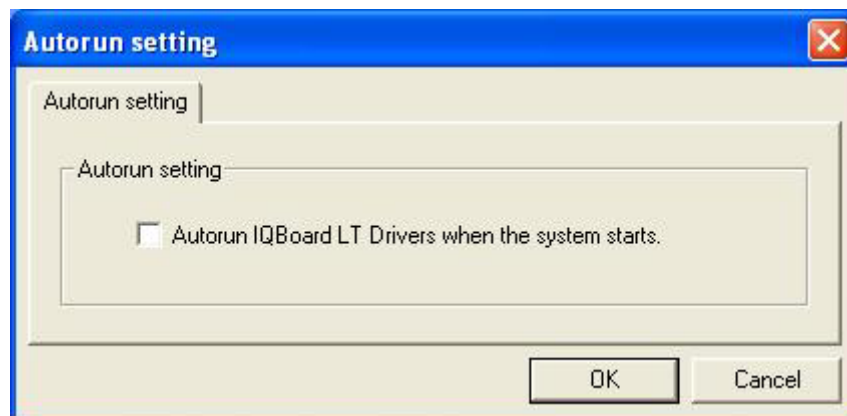 Autorun setting
Autorun setting
Autorun setting
Autorun IQBoard LT Drivers when the system starts.
OK Cancel